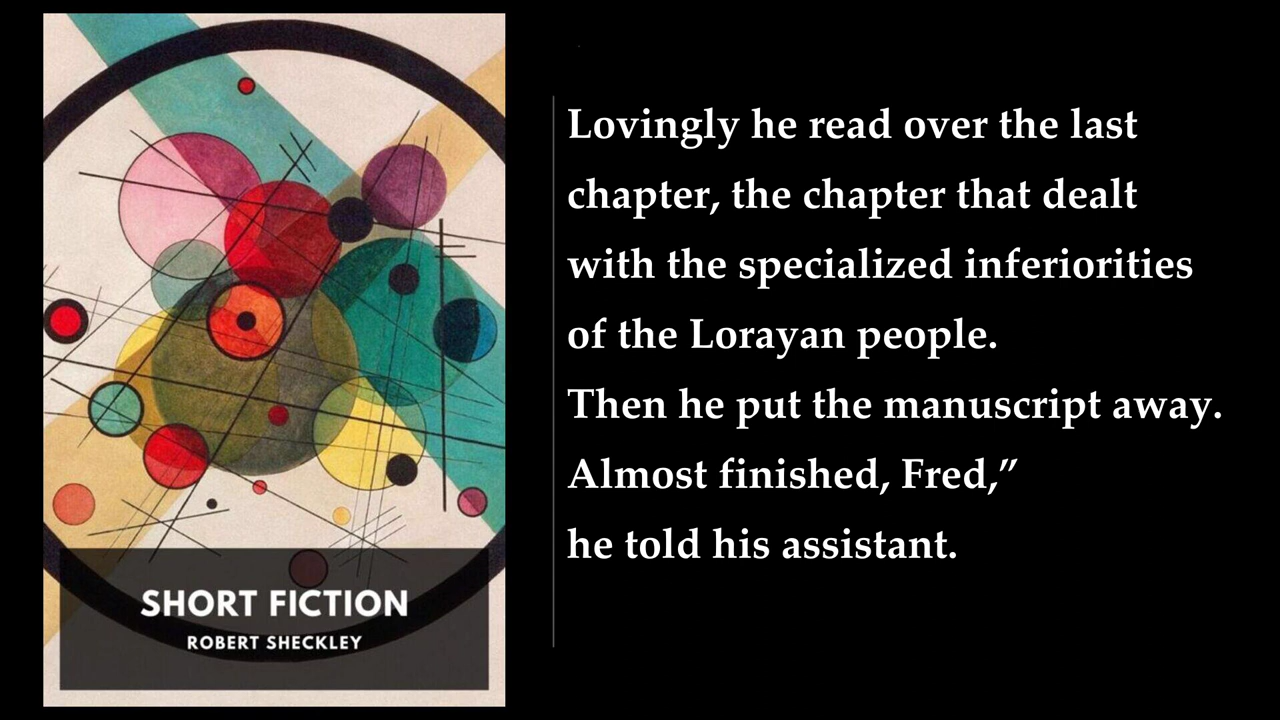 SHORT FICTION
ROBERT SHECKLEY
Lovingly he read over the last
chapter, the chapter that dealt
with the specialized inferiorities
of the Lorayan people.
Then he put the manuscript away.
Almost finished, Fred,”
he told his assistant.